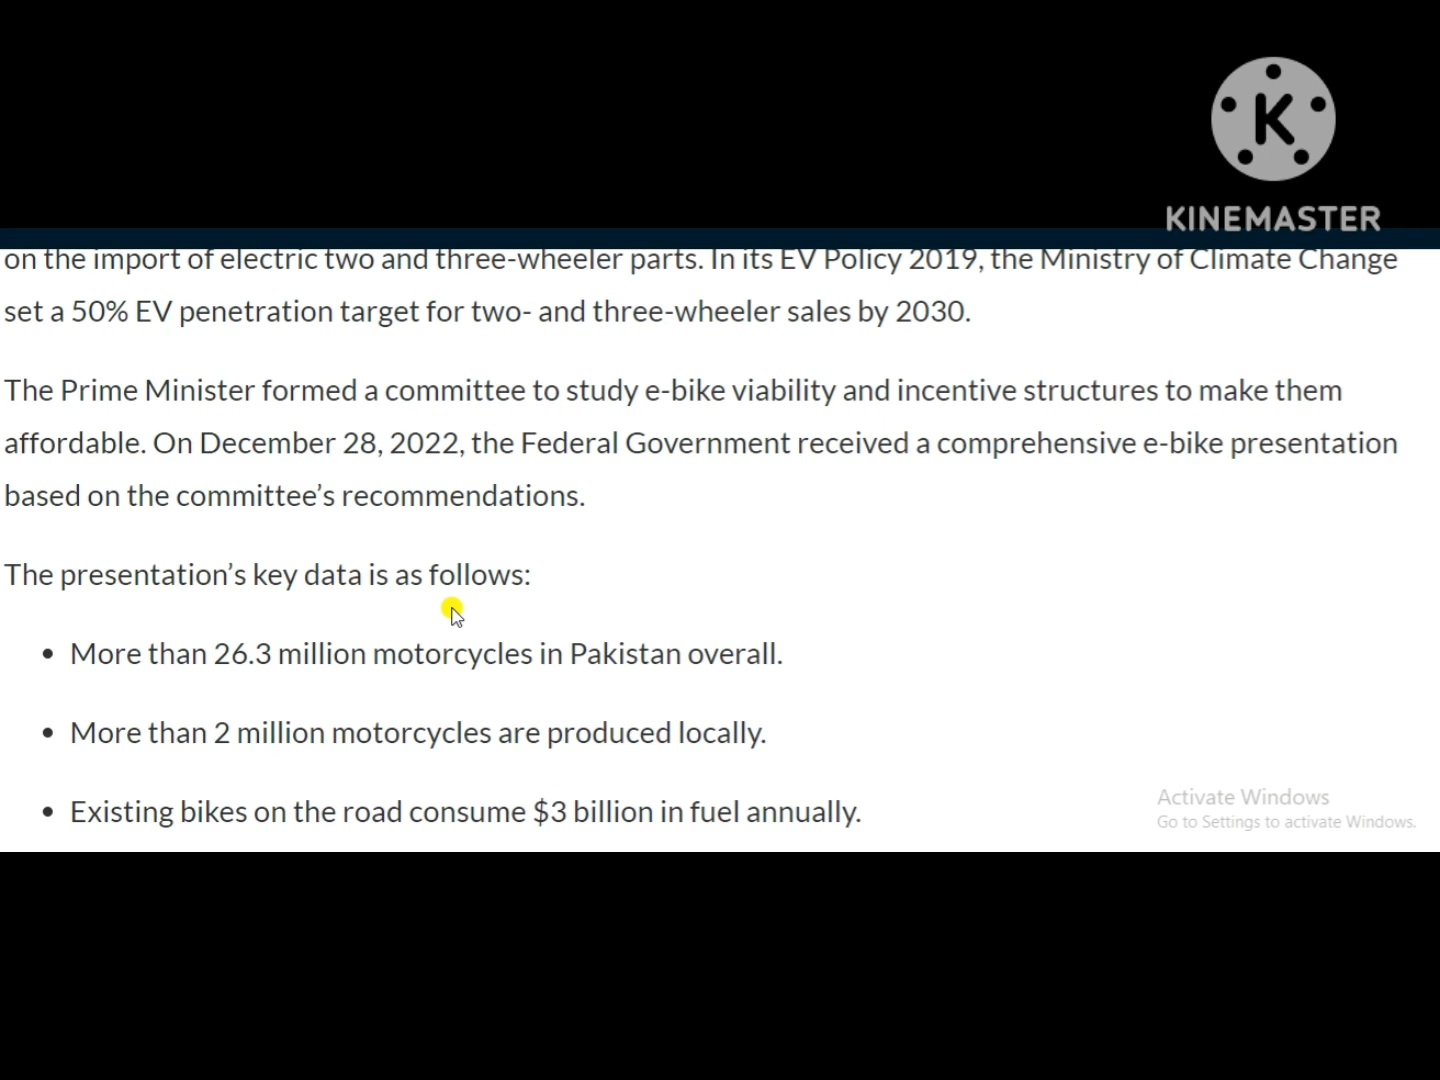 K
KINEMASTER
on the import of electric two and three-wheeler parts. In its EV Policy 2019, the Ministry of Climate Change
set a 50% EV penetration target for two- and three-wheeler sales by 2030.
The Prime Minister formed a committee to study e-bike viability and incentive structures to make them
affordable. On December 28, 2022, the Federal Government received a comprehensive e-bike presentation
based on the committee’s recommendations.
The presentation’s key data is as follows:
• More than 26.3 million motorcycles in Pakistan overall.
• More than 2 million motorcycles are produced locally.
• Existing bikes on the road consume $3 billion in fuel annually.
Activate Windows
Go to Settings to activate Windows.